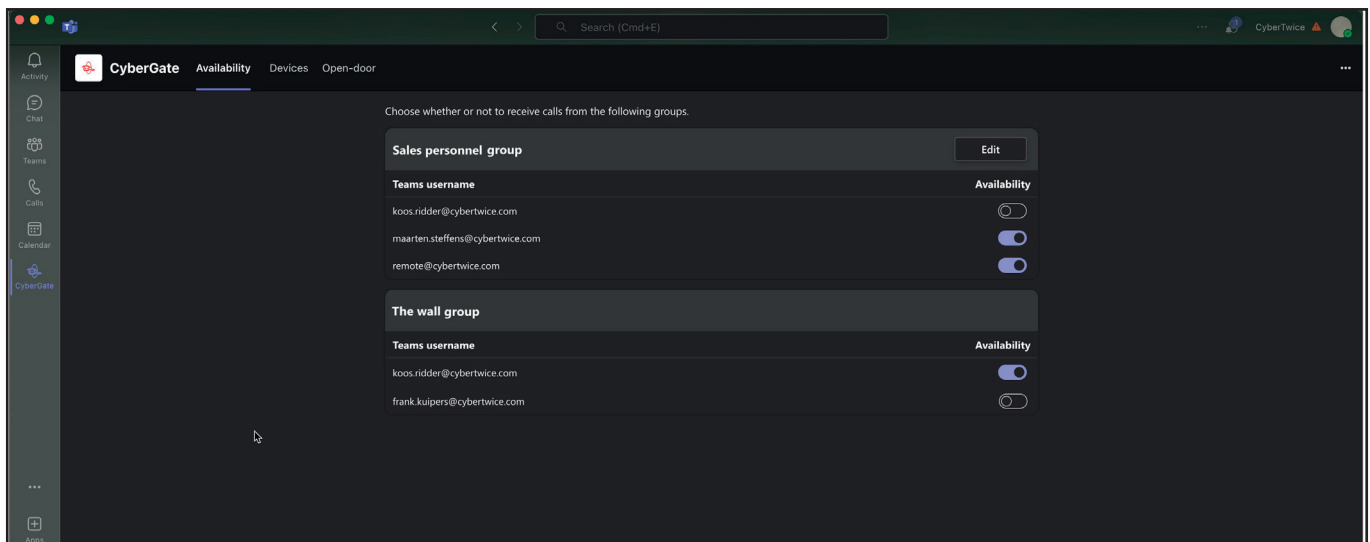 Search (Cmd+E)
CyberTwice
Activity
Chat
Teams
Calls
Calendar
CyberGate
Apps
CyberGate Availability Devices Open-door
Choose whether or not to receive calls from the following groups.
Sales personnel group Edit
Teams username Availability
koos.ridder@cybertwice.com
maarten.steffens@cybertwice.com
remote@cybertwice.com
The wall group
Teams username Availability
koos.ridder@cybertwice.com
frank.kuipers@cybertwice.com